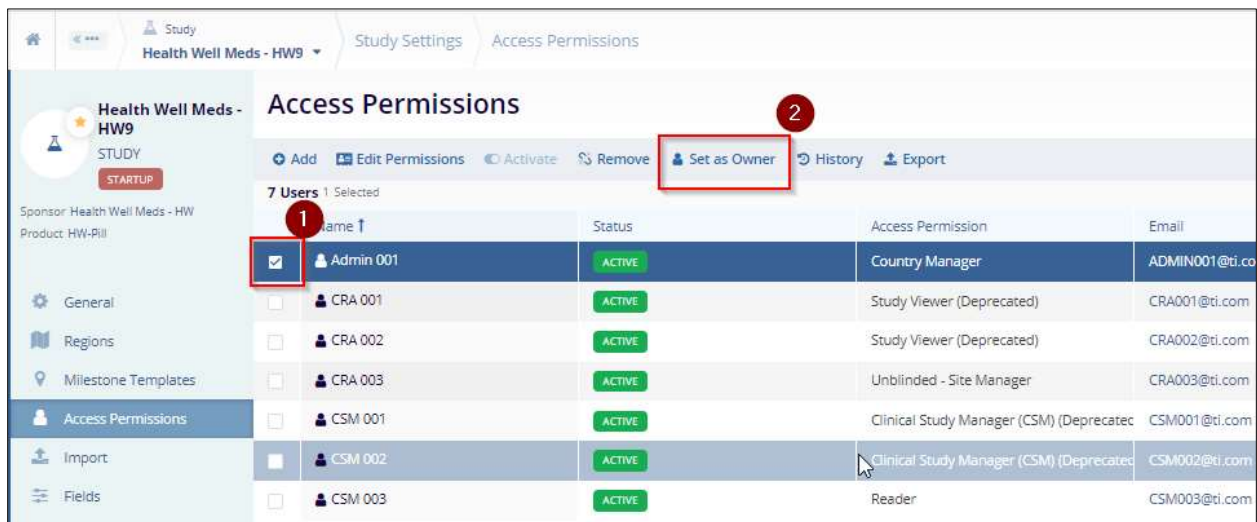 Study
Health Well Meds - HW9
Study Settings
Access Permissions
Health Well Meds -
HW9
STUDY
STARTUP
Sponsor Health Well Meds - HW
Product HW-Pill
General
Regions
Milestone Templates
Access Permissions
Import
Fields
Access Permissions
2
Add Edit Permissions Activate Remove Set as Owner History Export
7 Users 1 Selected
1
Name Status Access Permission Email
Admin 001 ACTIVE Country Manager ADMIN001@ti.co
CRA 001 ACTIVE Study Viewer (Deprecated) CRA001@ti.com
CRA 002 ACTIVE Study Viewer (Deprecated) CRA002@ti.com
CRA 003 ACTIVE Unblinded - Site Manager CRA003@ti.com
CSM 001 ACTIVE Clinical Study Manager (CSM) (Deprecatec CSM001@ti.com
CSM 002 ACTIVE Clinical Study Manager (CSM) (Deprecatec CSM002@ti.com
CSM 003 ACTIVE Reader CSM003@ti.com